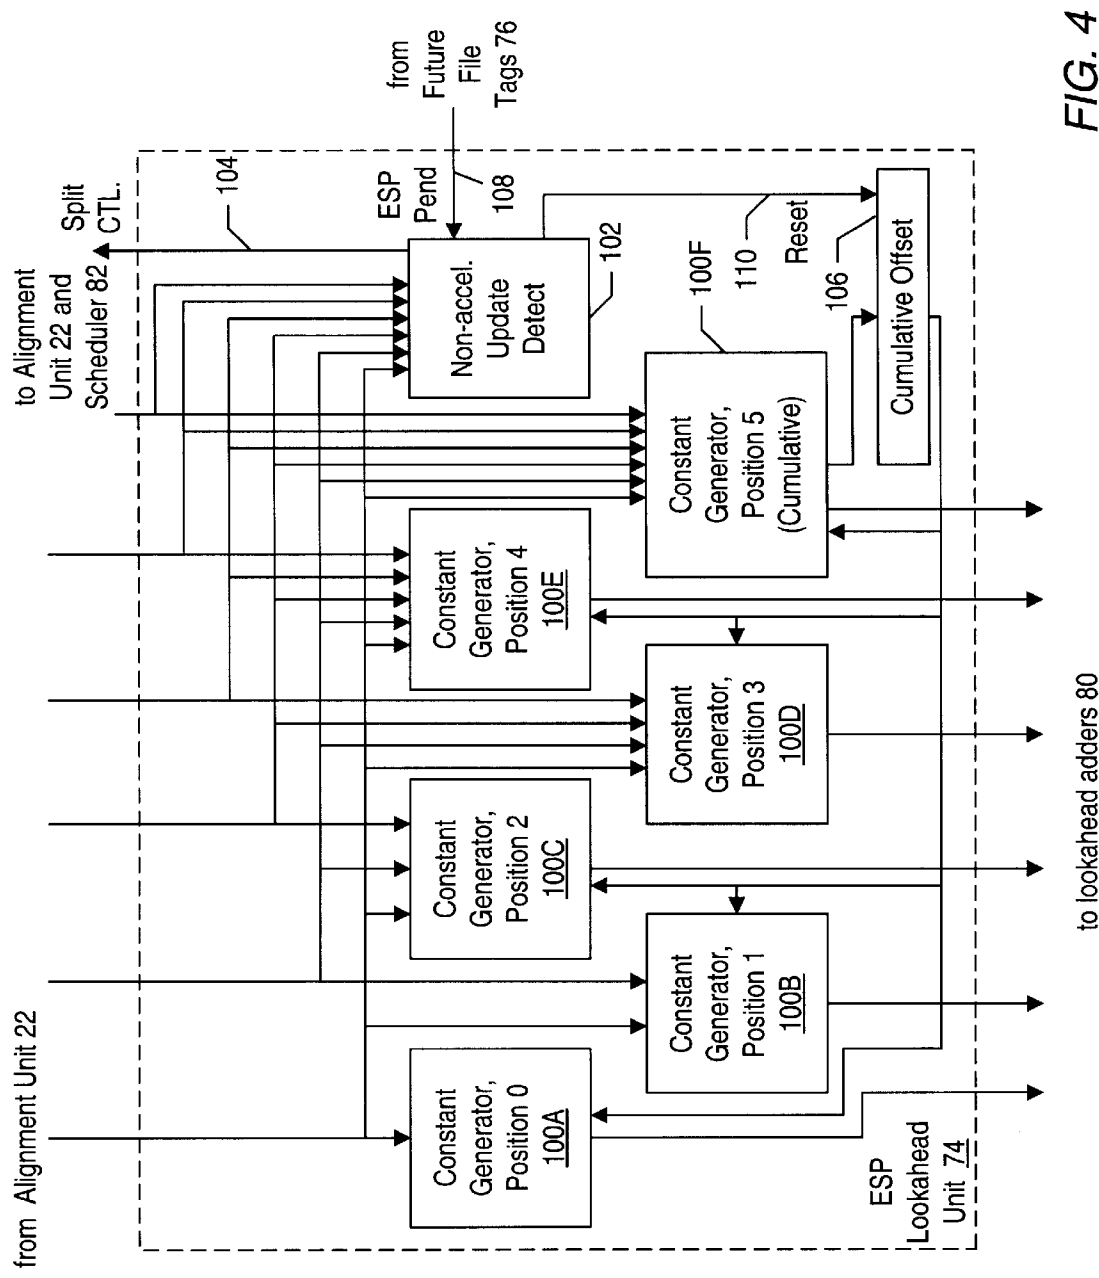 from Alignment Unit 22
to Alignment
Unit 22 and
Scheduler 82
Split
CTL.
104
from
Future
File
Tags 76
ESP
Pend
108
Non-accel.
Update
Detect
102
110
Reset
106
Cumulative Offset
Constant
Generator,
Position 0
100A
Constant
Generator,
Position 1
100B
Constant
Generator,
Position 2
100C
Constant
Generator,
Position 3
100D
Constant
Generator,
Position 4
100E
Constant
Generator,
Position 5
(Cumulative)
100F
ESP
Lookahead
Unit 74
to lookahead adders 80
FIG. 4